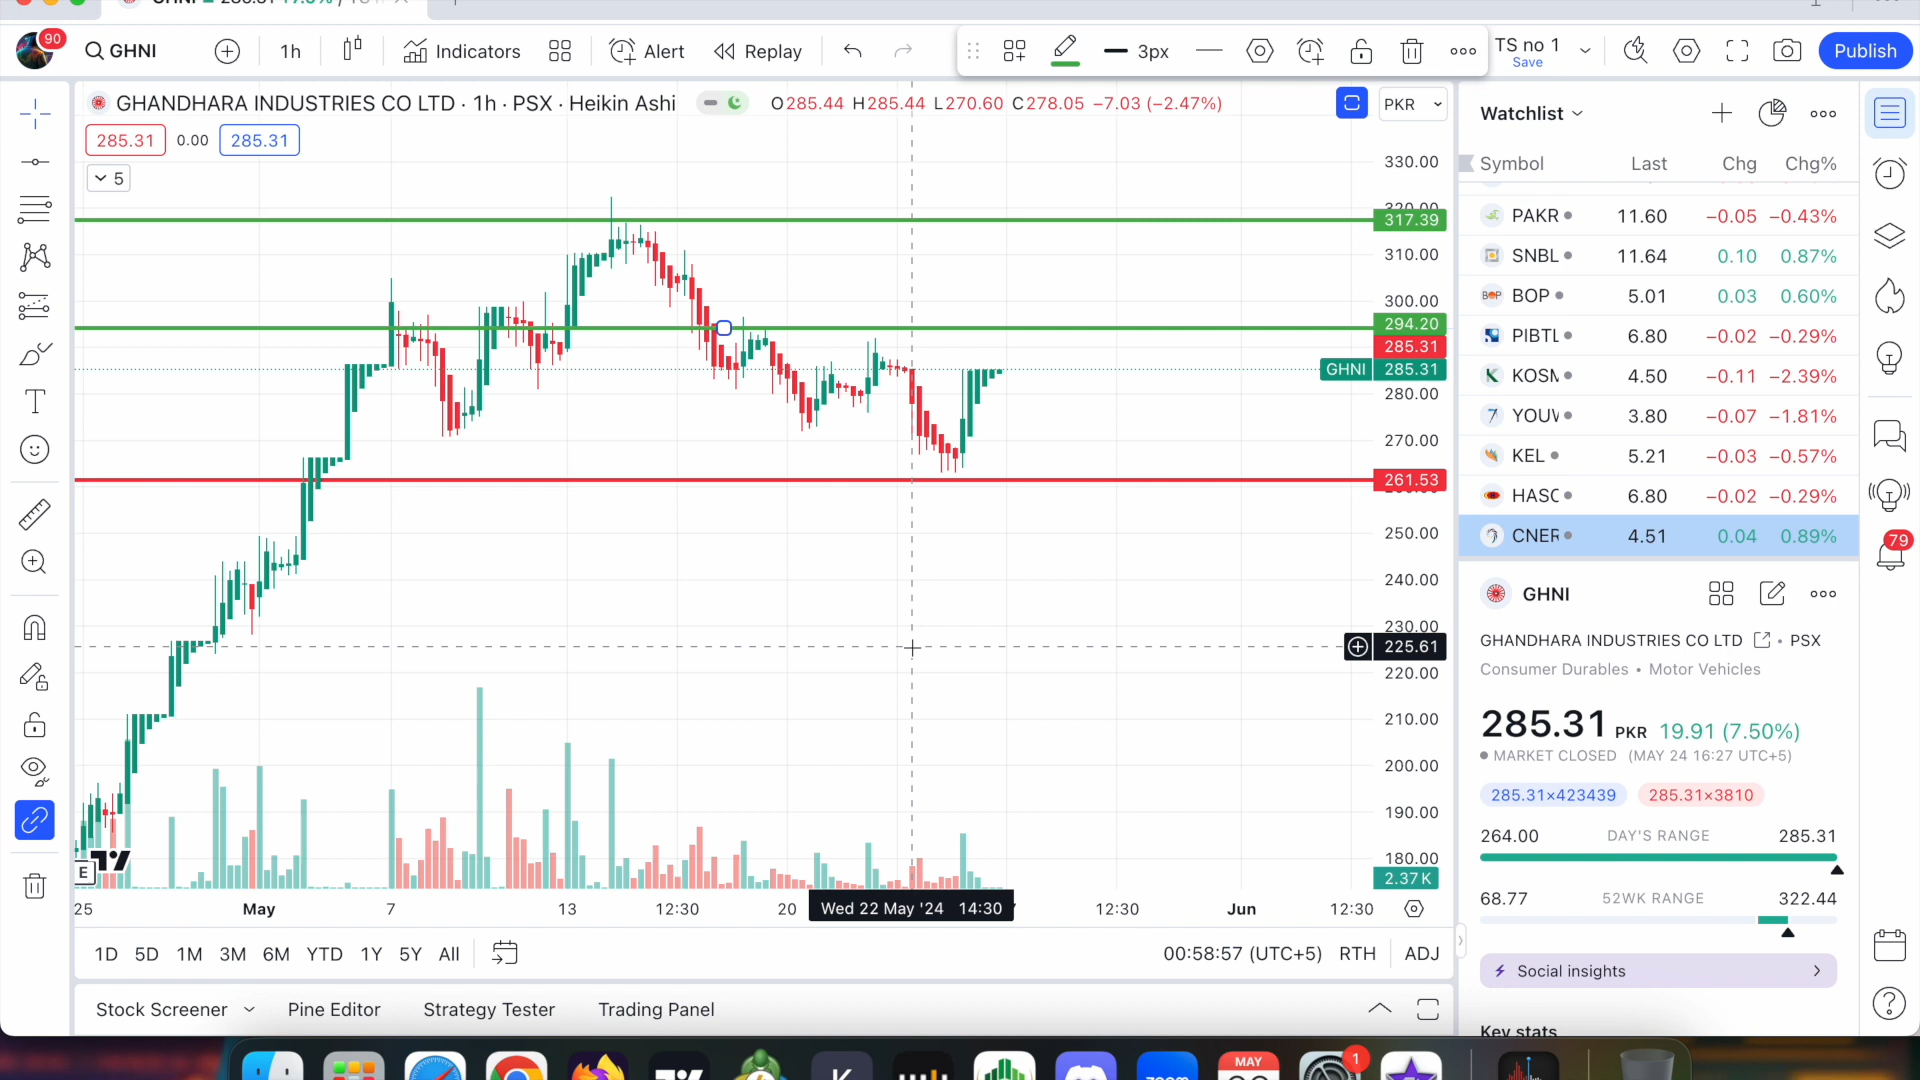 90
GHNI
1h
Indicators
Alert
Replay
3px
TS no 1
Save
Publish
GHANDHARA INDUSTRIES CO LTD · 1h · PSX · Heikin Ashi
O285.44 H285.44 L270.60 C278.05 −7.03 (−2.47%)
PKR
285.31 0.00 285.31
5
330.00
317.39
310.00
300.00
294.20
285.31
GHNI 285.31
280.00
270.00
261.53
250.00
240.00
230.00
225.61
220.00
210.00
200.00
190.00
180.00
2.37 K
E
25 May 7 13 12:30 20 Wed 22 May '24 14:30 12:30 Jun 12:30
1D 5D 1M 3M 6M YTD 1Y 5Y All
00:58:57 (UTC+5) RTH ADJ
Stock Screener
Pine Editor
Strategy Tester
Trading Panel
Watchlist
Symbol Last Chg Chg%
PAKR 11.60 −0.05 −0.43%
SNBL 11.64 0.10 0.87%
BOP 5.01 0.03 0.60%
PIBTL 6.80 −0.02 −0.29%
KOSM 4.50 −0.11 −2.39%
YOUW 3.80 −0.07 −1.81%
KEL 5.21 −0.03 −0.57%
HASC 6.80 −0.02 −0.29%
CNER 4.51 0.04 0.89%
79
GHNI
GHANDHARA INDUSTRIES CO LTD • PSX
Consumer Durables • Motor Vehicles
285.31 PKR 19.91 (7.50%)
MARKET CLOSED (MAY 24 16:27 UTC+5)
285.31×423439 285.31×3810
264.00 DAY'S RANGE 285.31
68.77 52WK RANGE 322.44
Social insights
Key stats
MAY
1